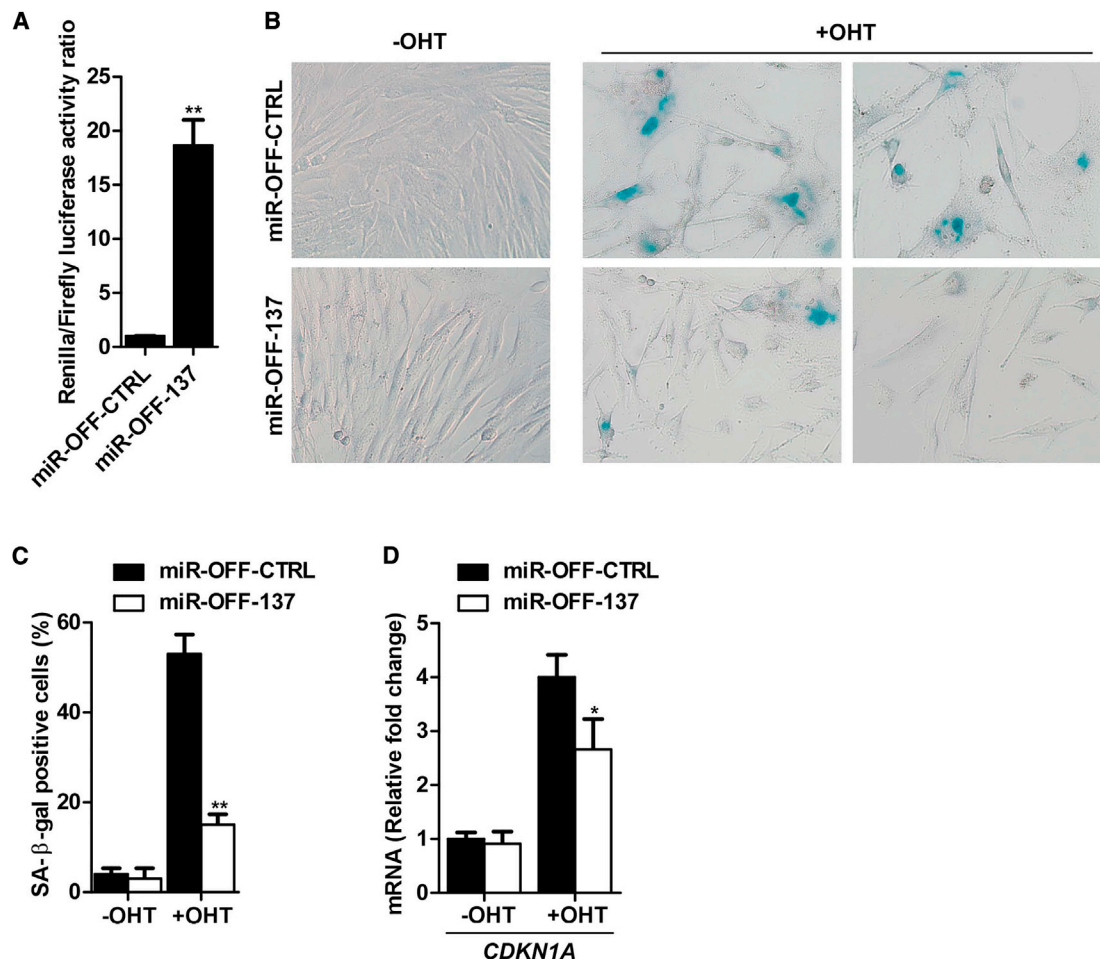 A
Renilla/Firefly luciferase activity ratio
25
20
15
10
5
0
**
miR-OFF-CTRL
miR-OFF-137
B
-OHT
+OHT
miR-OFF-CTRL
miR-OFF-137
C
miR-OFF-CTRL
miR-OFF-137
SA-β-gal positive cells (%)
60
40
20
0
**
-OHT
+OHT
D
miR-OFF-CTRL
miR-OFF-137
mRNA (Relative fold change)
5
4
3
2
1
0
*
-OHT
+OHT
CDKN1A